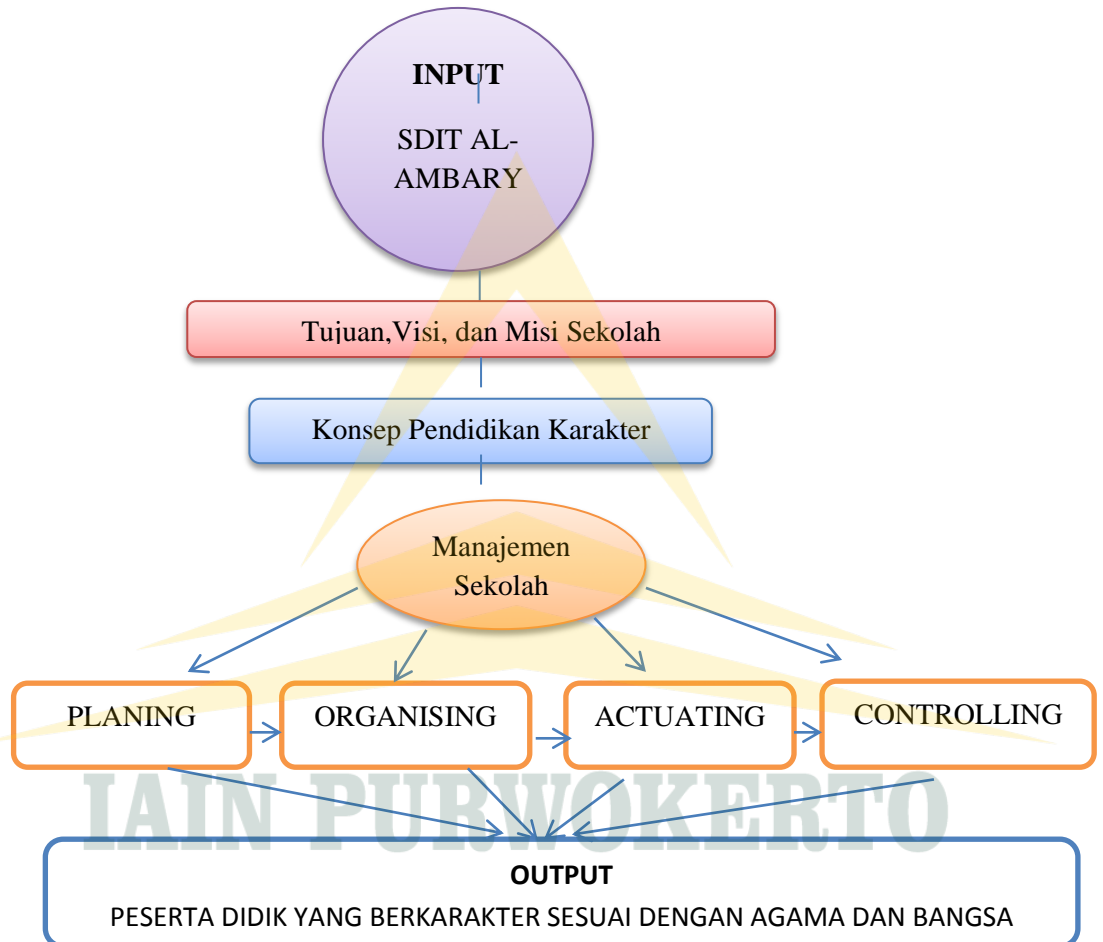 INPUT
SDIT AL-
AMBARY
Tujuan,Visi, dan Misi Sekolah
Konsep Pendidikan Karakter
Manajemen
Sekolah
PLANING
ORGANISING
ACTUATING
CONTROLLING
IAIN PURWOKERTO
OUTPUT
PESERTA DIDIK YANG BERKARAKTER SESUAI DENGAN AGAMA DAN BANGSA